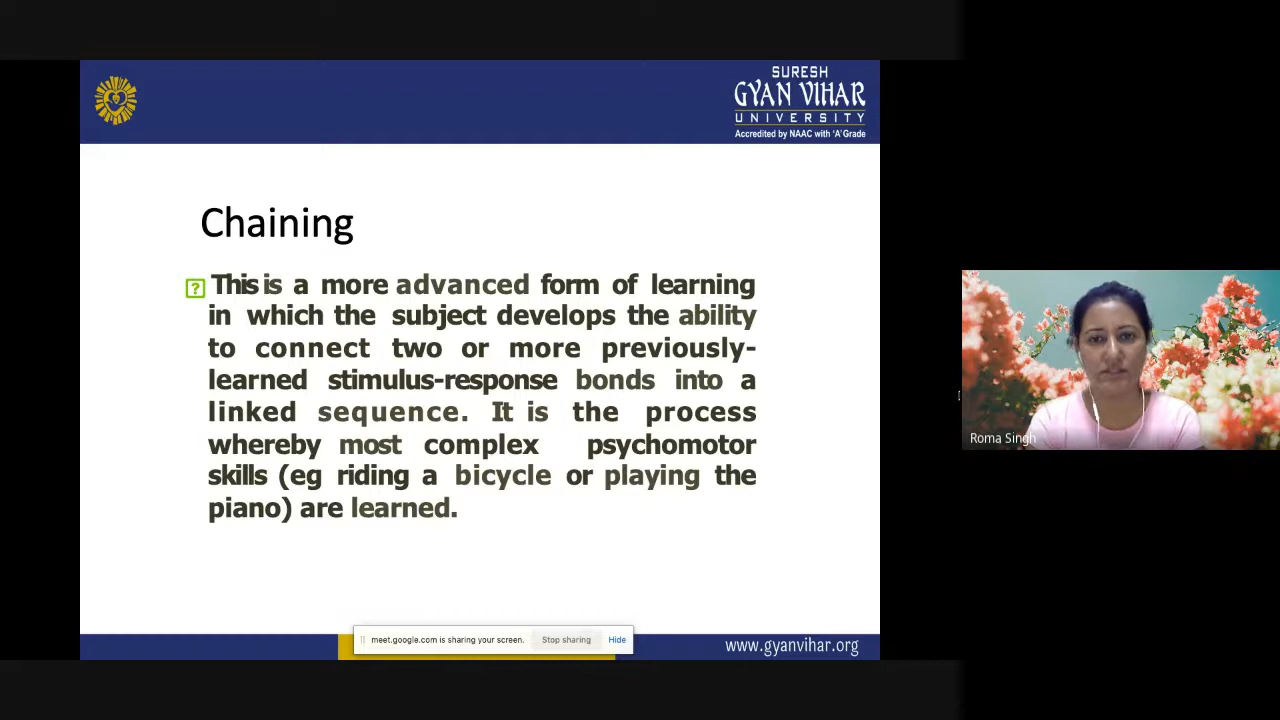 SURESH
GYAN VIHAR
UNIVERSITY
Accredited by NAAC with 'A' Grade
Chaining
This is a more advanced form of learning
in which the subject develops the ability
to connect two or more previously-
learned stimulus-response bonds into a
linked sequence. It is the process
whereby most complex psychomotor
skills (eg riding a bicycle or playing the
piano) are learned.
Roma Singh
meet.google.com is sharing your screen. Stop sharing Hide
www.gyanvihar.org